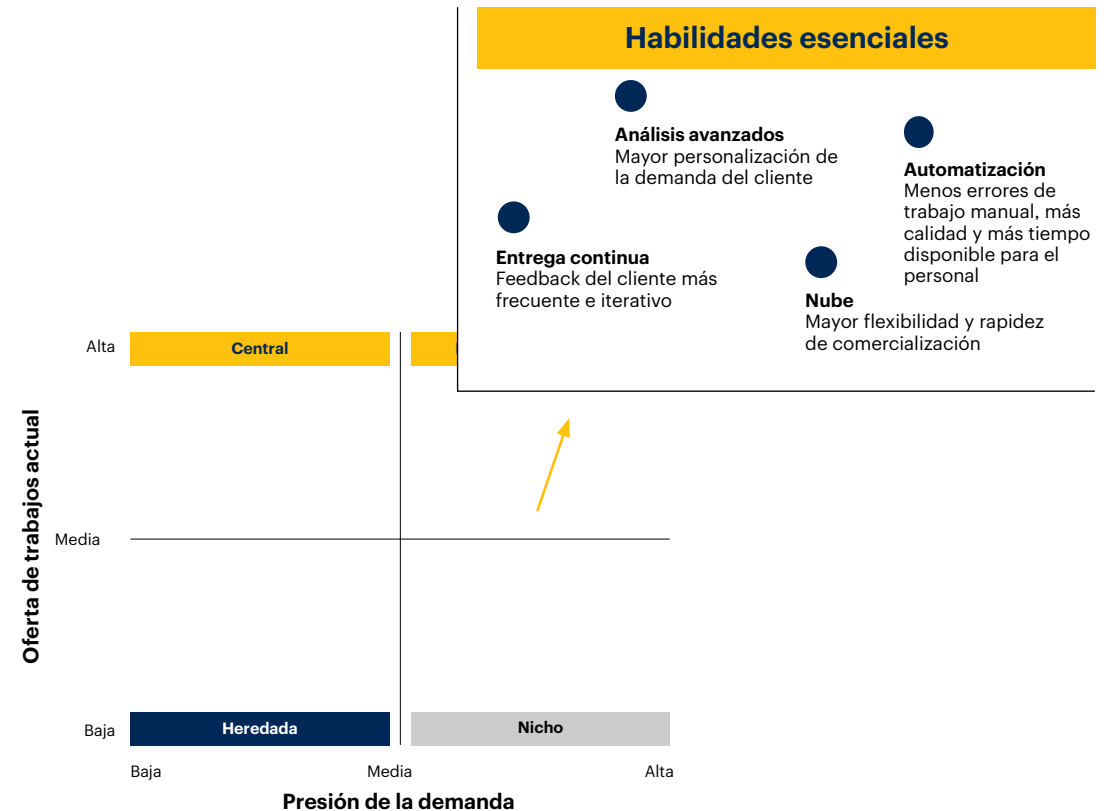 Habilidades esenciales
Análisis avanzados
Mayor personalización de
la demanda del cliente
Automatización
Menos errores de
trabajo manual, más
calidad y más tiempo
disponible para el
personal
Entrega continua
Feedback del cliente más
frecuente e iterativo
Nube
Mayor flexibilidad y rapidez
de comercialización
Oferta de trabajos actual
Alta
Central
Media
Baja
Heredada
Nicho
Baja
Media
Alta
Presión de la demanda